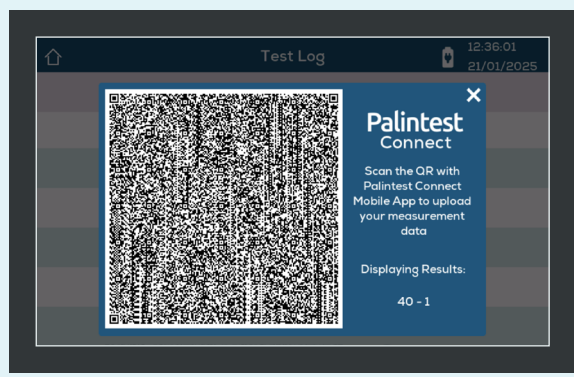 Test Log
12:36:01
21/01/2025
Palintest
Connect
Scan the QR with
Palintest Connect
Mobile App to upload
your measurement
data
Displaying Results:
40 - 1